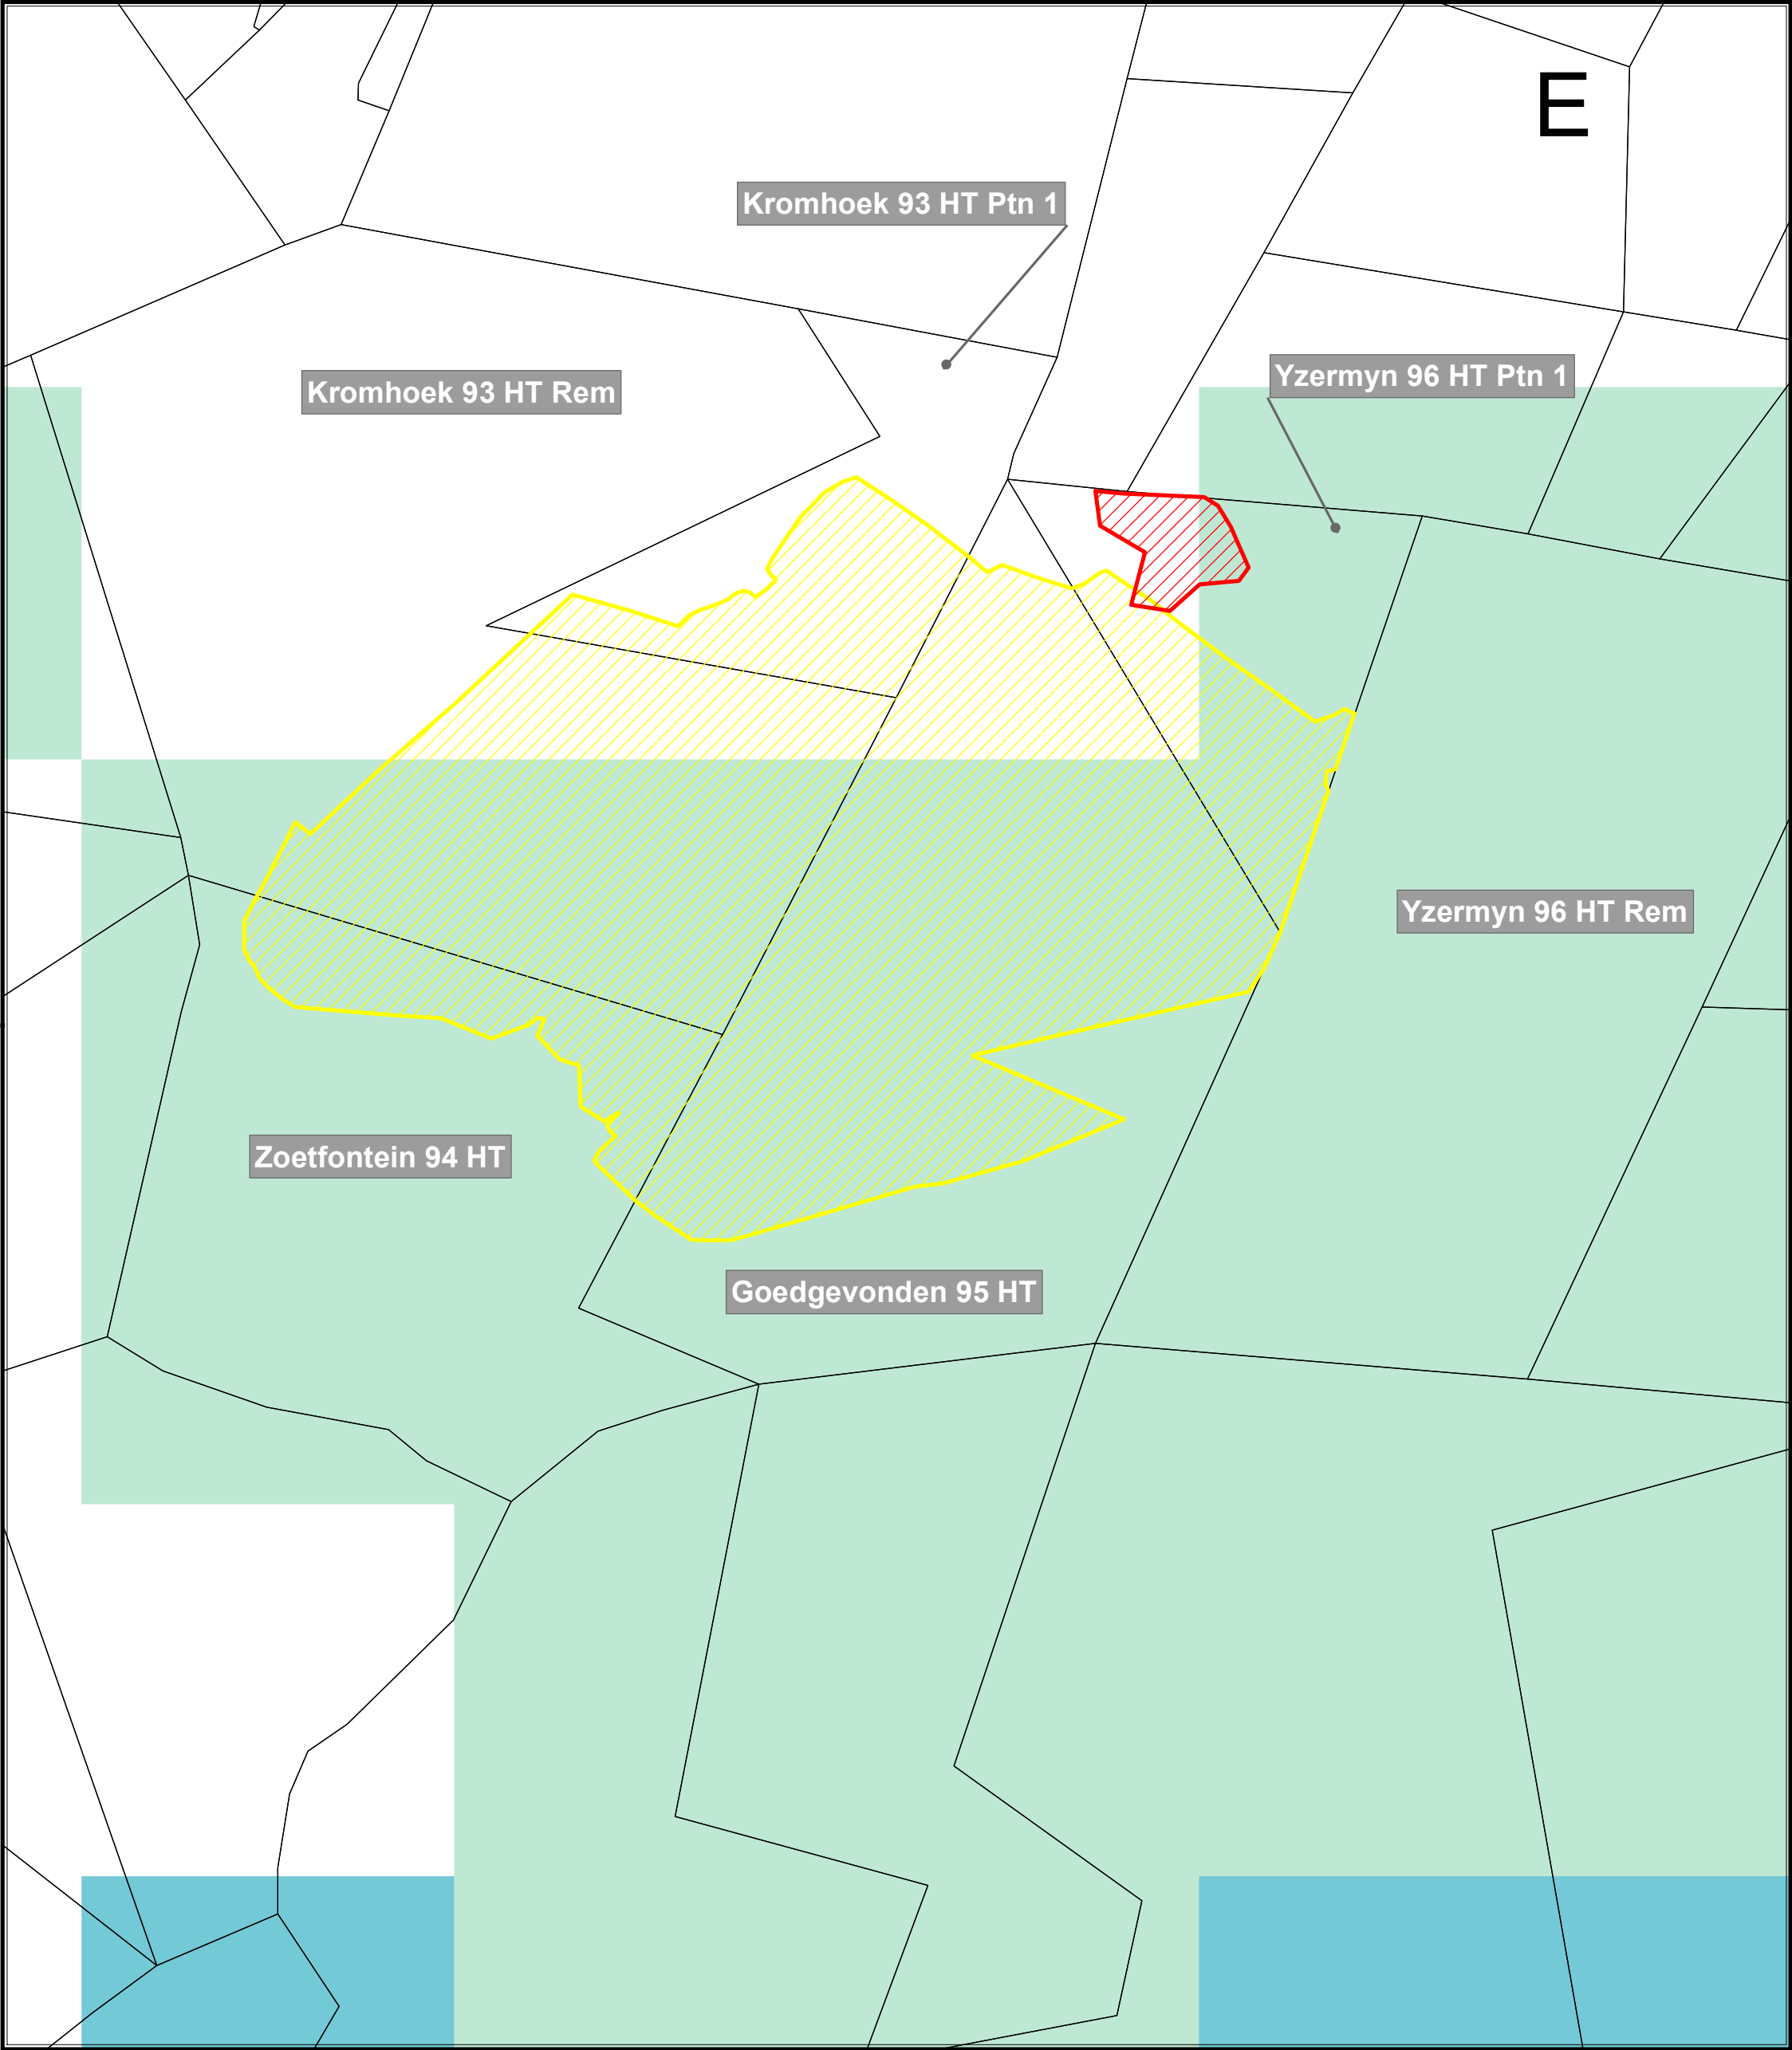 E
Kromhoek 93 HT Ptn 1
Yzermyn 96 HT Ptn 1
Kromhoek 93 HT Rem
Yzermyn 96 HT Rem
Zoetfontein 94 HT
Goedgevonden 95 HT